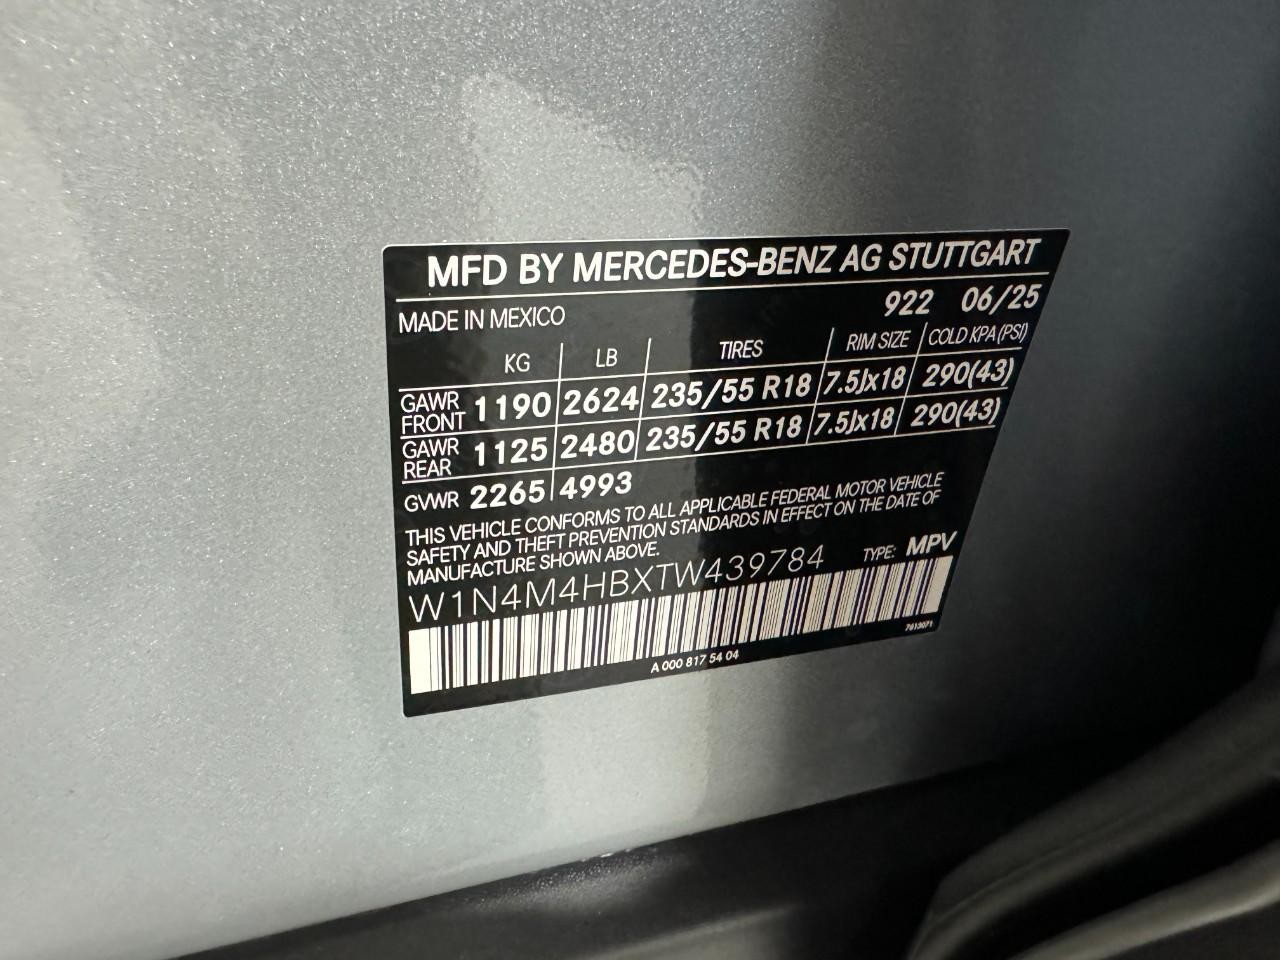 MFD BY MERCEDES-BENZ AG STUTTGART
922 06/25
MADE IN MEXICO
KG LB TIRES RIM SIZE COLD KPA(PSI)
GAWR FRONT 1190 2624 235/55 R18 7.5Jx18 290(43)
GAWR REAR 1125 2480 235/55 R18 7.5Jx18 290(43)
GVWR 2265 4993
THIS VEHICLE CONFORMS TO ALL APPLICABLE FEDERAL MOTOR VEHICLE
SAFETY AND THEFT PREVENTION STANDARDS IN EFFECT ON THE DATE OF
MANUFACTURE SHOWN ABOVE.
W1N4M4HBXTW439784 TYPE: MPV
7613071
A 000 817 54 04